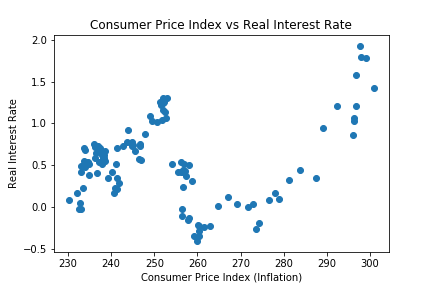 Consumer Price Index vs Real Interest Rate
2.0
1.5
1.0
0.5
0.0
−0.5
Real Interest Rate
230 240 250 260 270 280 290 300
Consumer Price Index (Inflation)